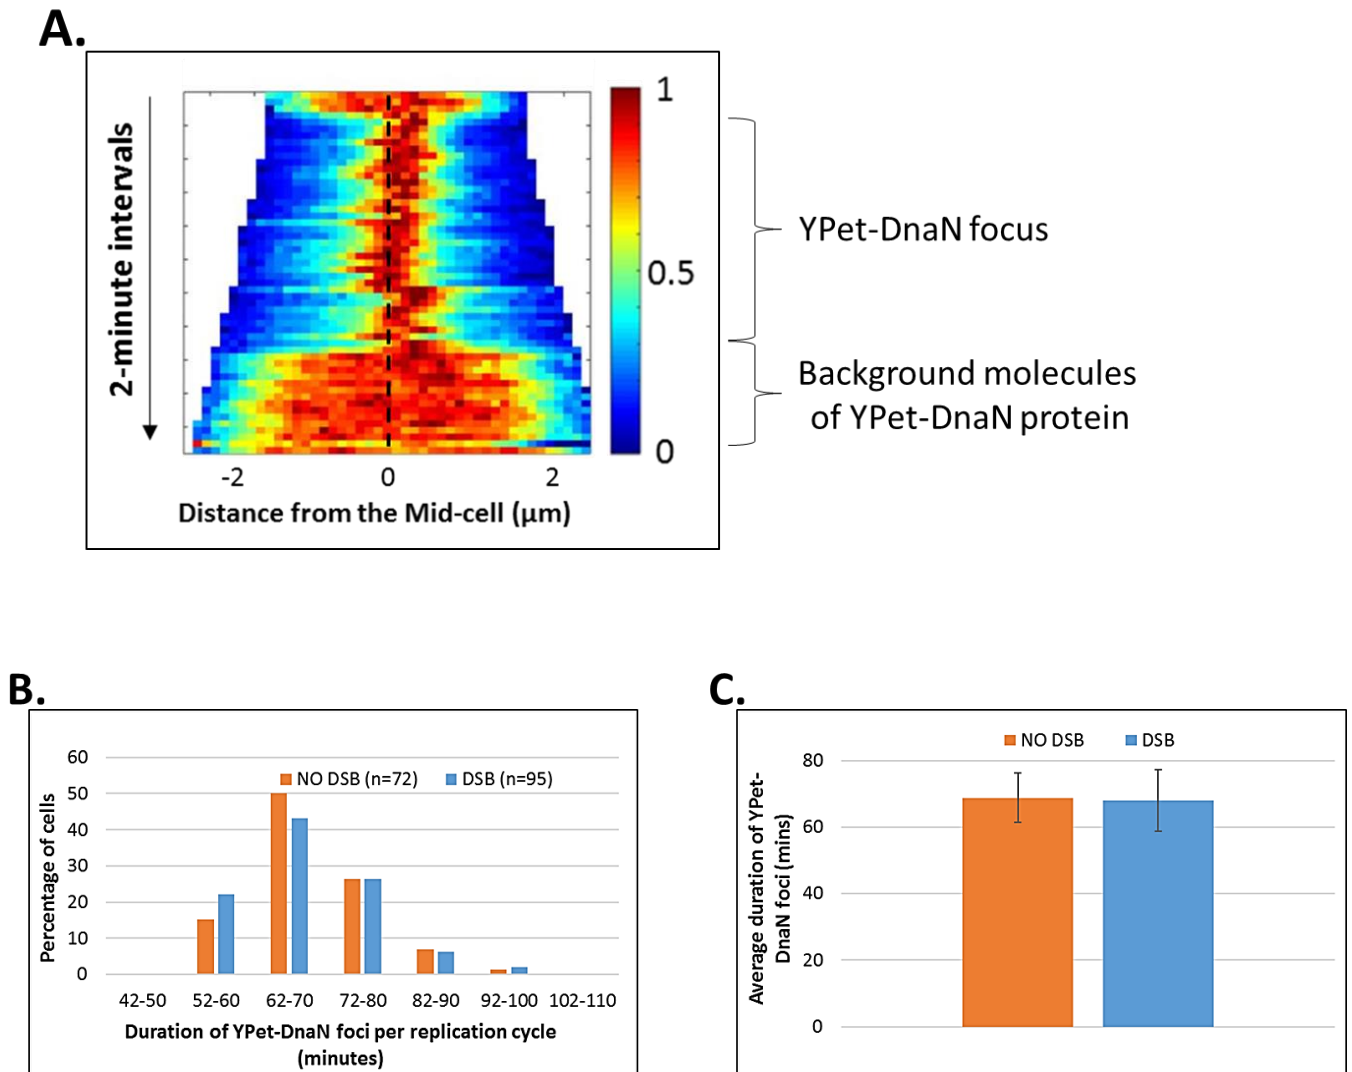 A.
2-minute intervals
1
0.5
0
-2 0 2
Distance from the Mid-cell (µm)
YPet-DnaN focus
Background molecules
of YPet-DnaN protein
B.
60
50
40
30
20
10
0
NO DSB (n=72) DSB (n=95)
Percentage of cells
42-50 52-60 62-70 72-80 82-90 92-100 102-110
Duration of YPet-DnaN foci per replication cycle
(minutes)
C.
NO DSB DSB
80
60
40
20
0
Average duration of YPet-
DnaN foci (mins)